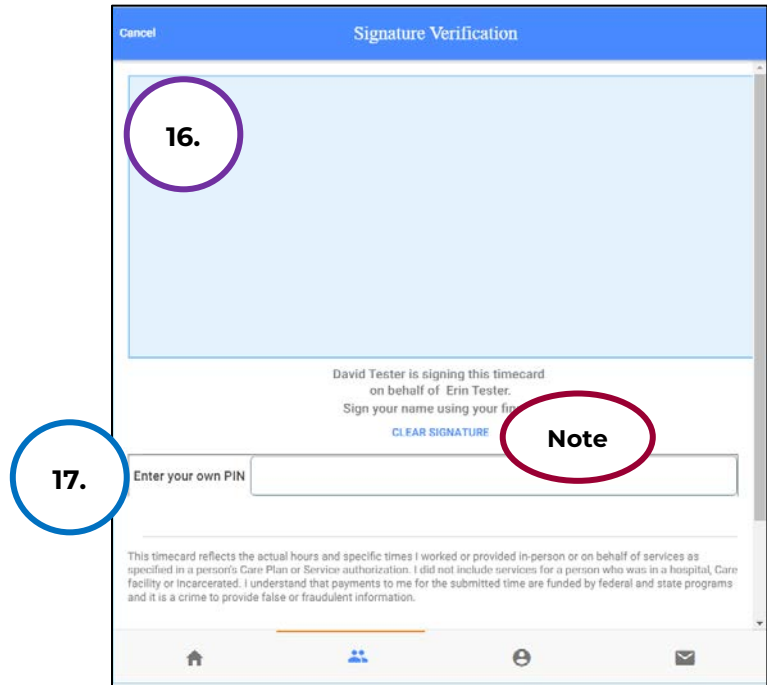 Cancel
Signature Verification
16.
David Tester is signing this timecard
on behalf of Erin Tester.
Sign your name using your
CLEAR SIGNATURE
Note
17.
Enter your own PIN
This timecard reflects the actual hours and specific times I worked or provided in-person or on behalf of services as
specified in a person's Care Plan or Service authorization. I did not include services for a person who was in a hospital, Care
facility or Incarcerated. I understand that payments to me for the submitted time are funded by federal and state programs
and it is a crime to provide false or fraudulent information.